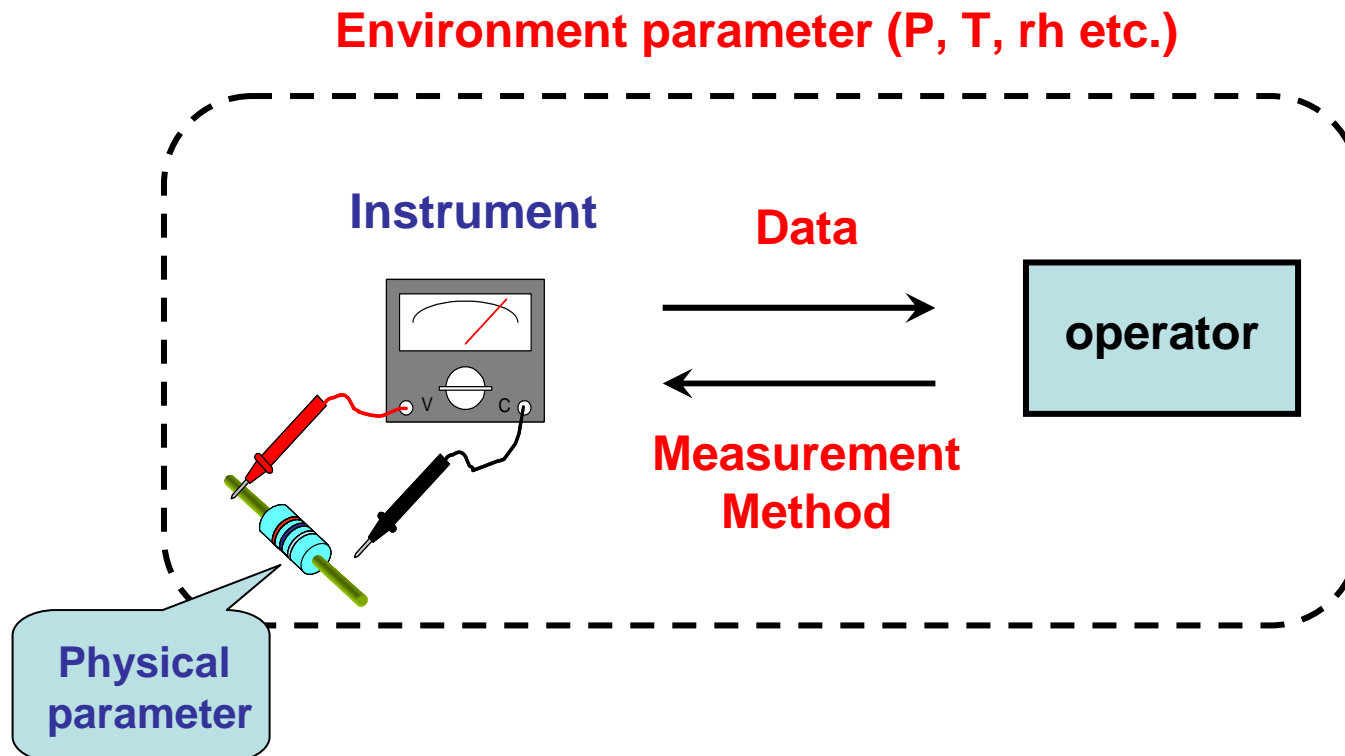 Environment parameter (P, T, rh etc.)
Instrument
Data
operator
V C
Measurement
Method
Physical
parameter